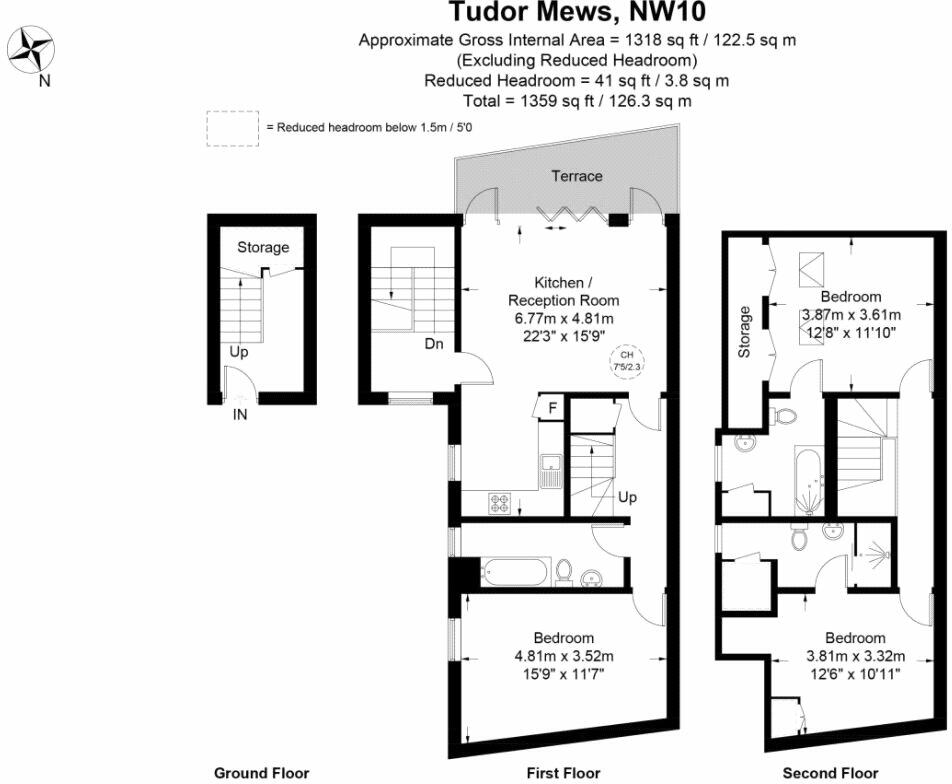 Tudor Mews, NW10
Approximate Gross Internal Area = 1318 sq ft / 122.5 sq m
(Excluding Reduced Headroom)
Reduced Headroom = 41 sq ft / 3.8 sq m
Total = 1359 sq ft / 126.3 sq m
N
= Reduced headroom below 1.5m / 5'0
Storage
Up
IN
Ground Floor
Terrace
Kitchen /
Reception Room
6.77m x 4.81m
22'3" x 15'9"
Dn
CH
7'5/2.3
F
Up
Bedroom
4.81m x 3.52m
15'9" x 11'7"
First Floor
Storage
Bedroom
3.87m x 3.61m
12'8" x 11'10"
Bedroom
3.81m x 3.32m
12'6" x 10'11"
Second Floor